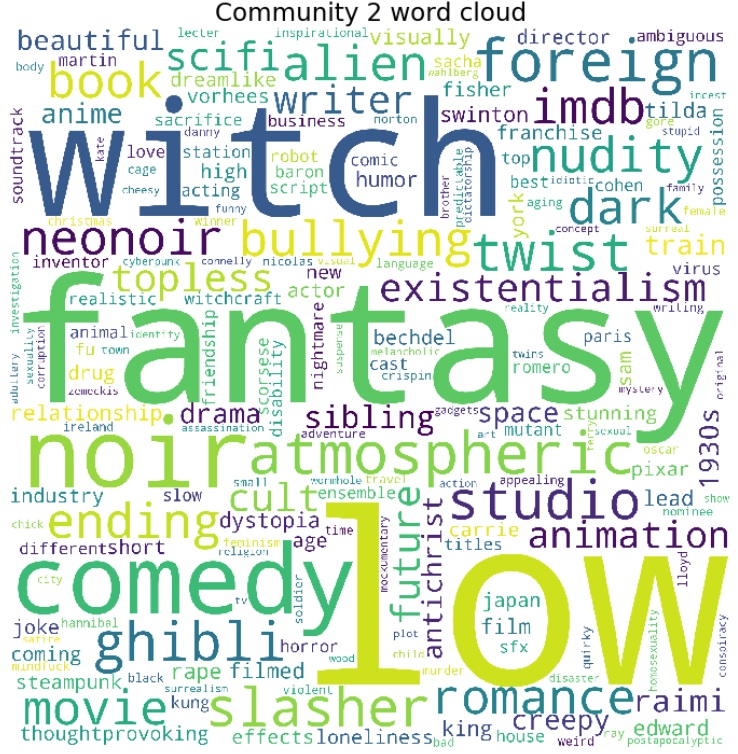 Community 2 word cloud
lecter inspirational visually director ambiguous
beautiful scifi alien foreign
body martin dreamlike sacha wahlberg
book vorhees writer fisher swinton imdb tilda gore incest
anime sacrifice business norton franchise nudity stupid possession
soundtrack witch danny
kate love station robot comic top
cage high baron humor brother predictable dictatorship best idiotic cohen dark family
cheesy acting script york aging female
christmas winner funny concept surreal
neonoir bullying twist train
inventor cyberpunk connelly nicolas visual language virus
investigation topless new actor existentialism
realistic witchcraft reality writing
fantasy
animal identity friendship nightmare suspense bechdel paris
adultery sexuality corruption fu town scorsese disability melancholic cast twins romero sam original
drug zemeckis crispin mystery
relationship drama sibling gadgets space stunning 1930s
ireland assassination adventure art mutant terry sexual oscar
noir atmospheric pixar
industry slow small wormhole travel action appealing studio lead show
cult ensemble nominee
chick ending dystopia future antichrist carrie animation
different short feminism age time mockumentary titles lloyd
religion
comedy low
city soldier japan
hannibal tv film homosexuality conspiracy
joke satire ghibli plot sfx quirky
coming mindfuck horror child
steampunk black rape filmed wood murder disaster
surrealism kung violent romance raimi
movie slasher creepy
king weird house ray edward
thoughtprovoking effects loneliness bad postapocalyptic